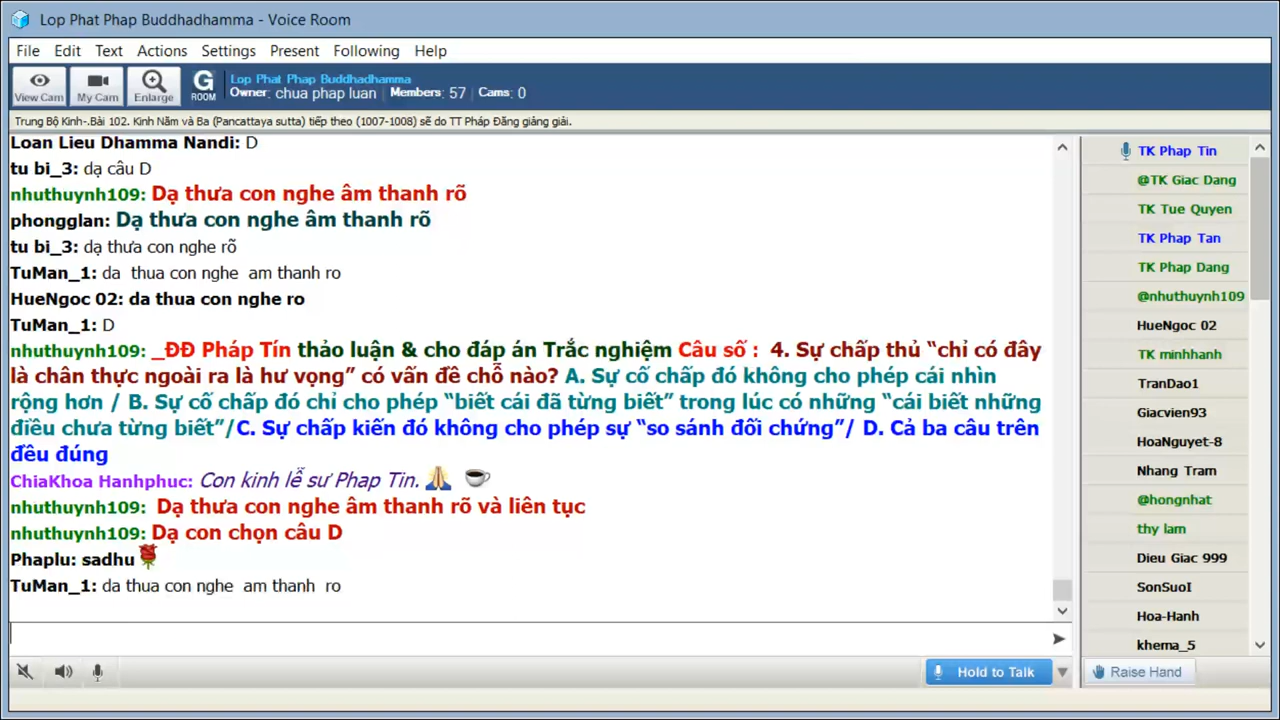 Lop Phat Phap Buddhadhamma - Voice Room
File Edit Text Actions Settings Present Following Help
View Cam My Cam Enlarge G ROOM
Lop Phat Phap Buddhadhamma
Owner: chua phap luan Members: 57 Cams: 0
Trung Bộ Kinh-.Bài 102. Kinh Năm và Ba (Pancattaya sutta) tiếp theo (1007-1008) sẽ do TT Pháp Đăng giảng giải.
Loan Lieu Dhamma Nandi: D
tu bi_3: dạ câu D
nhuthuynh109: Dạ thưa con nghe âm thanh rõ
phongglan: Dạ thưa con nghe âm thanh rõ
tu bi_3: dạ thưa con nghe rõ
TuMan_1: da thua con nghe am thanh ro
HueNgoc 02: da thua con nghe ro
TuMan_1: D
nhuthuynh109: _ĐĐ Pháp Tín thảo luận & cho đáp án Trắc nghiệm Câu số : 4. Sự chấp thủ “chỉ có đây
là chân thực ngoài ra là hư vọng” có vấn đề chỗ nào? A. Sự cố chấp đó không cho phép cái nhìn
rộng hơn / B. Sự cố chấp đó chỉ cho phép “biết cái đã từng biết” trong lúc có những “cái biết những
điều chưa từng biết”/C. Sự chấp kiến đó không cho phép sự “so sánh đối chứng”/ D. Cả ba câu trên
đều đúng
ChiaKhoa Hanhphuc: Con kinh lễ sư Phap Tin.
nhuthuynh109: Dạ thưa con nghe âm thanh rõ và liên tục
nhuthuynh109: Dạ con chọn câu D
Phaplu: sadhu
TuMan_1: da thua con nghe am thanh ro
Hold to Talk
TK Phap Tin
@TK Giac Dang
TK Tue Quyen
TK Phap Tan
TK Phap Dang
@nhuthuynh109
HueNgoc 02
TK minhhanh
TranDao1
Giacvien93
HoaNguyet-8
Nhang Tram
@hongnhat
thy lam
Dieu Giac 999
SonSuoI
Hoa-Hanh
khema_5
Raise Hand